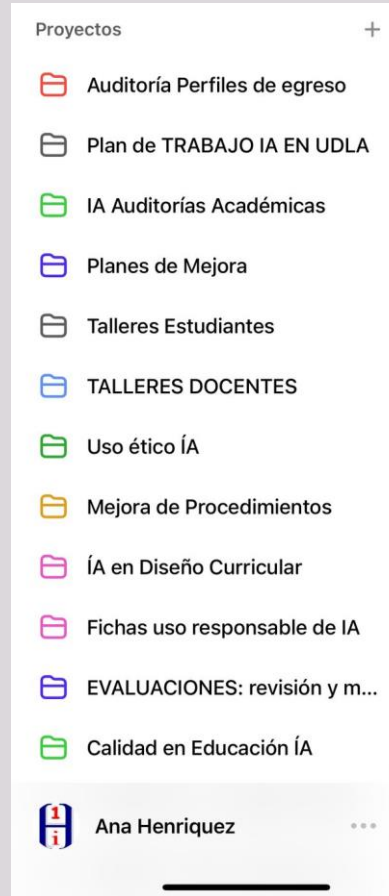 Proyectos
Auditoría Perfiles de egreso
Plan de TRABAJO IA EN UDLA
IA Auditorías Académicas
Planes de Mejora
Talleres Estudiantes
TALLERES DOCENTES
Uso ético ÍA
Mejora de Procedimientos
ÍA en Diseño Curricular
Fichas uso responsable de IA
EVALUACIONES: revisión y m...
Calidad en Educación ÍA
1
i
Ana Henriquez